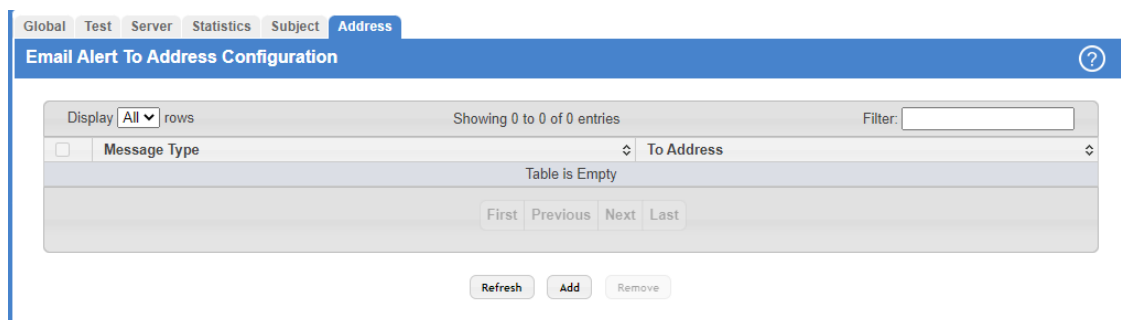 Global Test Server Statistics Subject Address
Email Alert To Address Configuration ?
Display All rows Showing 0 to 0 of 0 entries Filter:
Message Type To Address
Table is Empty
First Previous Next Last
Refresh Add Remove